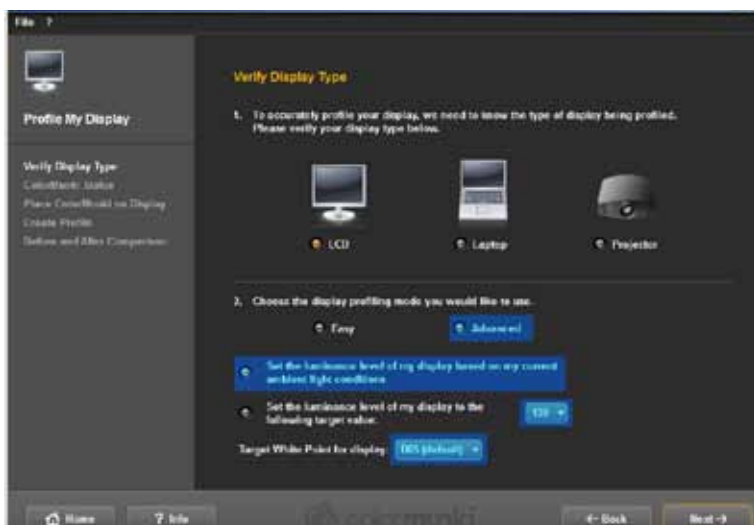 File ?
Profile My Display
Verify Display Type
ColorMunki Status
Place ColorMunki on Display
Create Profile
Before and After Comparison
Verify Display Type
1. To accurately profile your display, we need to know the type of display being profiled.
Please verify your display type below.
LCD
Laptop
Projector
2. Choose the display profiling mode you would like to use.
Easy
Advanced
Set the luminance level of my display based on my current
ambient light conditions
Set the luminance level of my display to the
following target value:
120
Target White Point for display:
D65 (default)
Home
? Info
colormunki
Back
Next